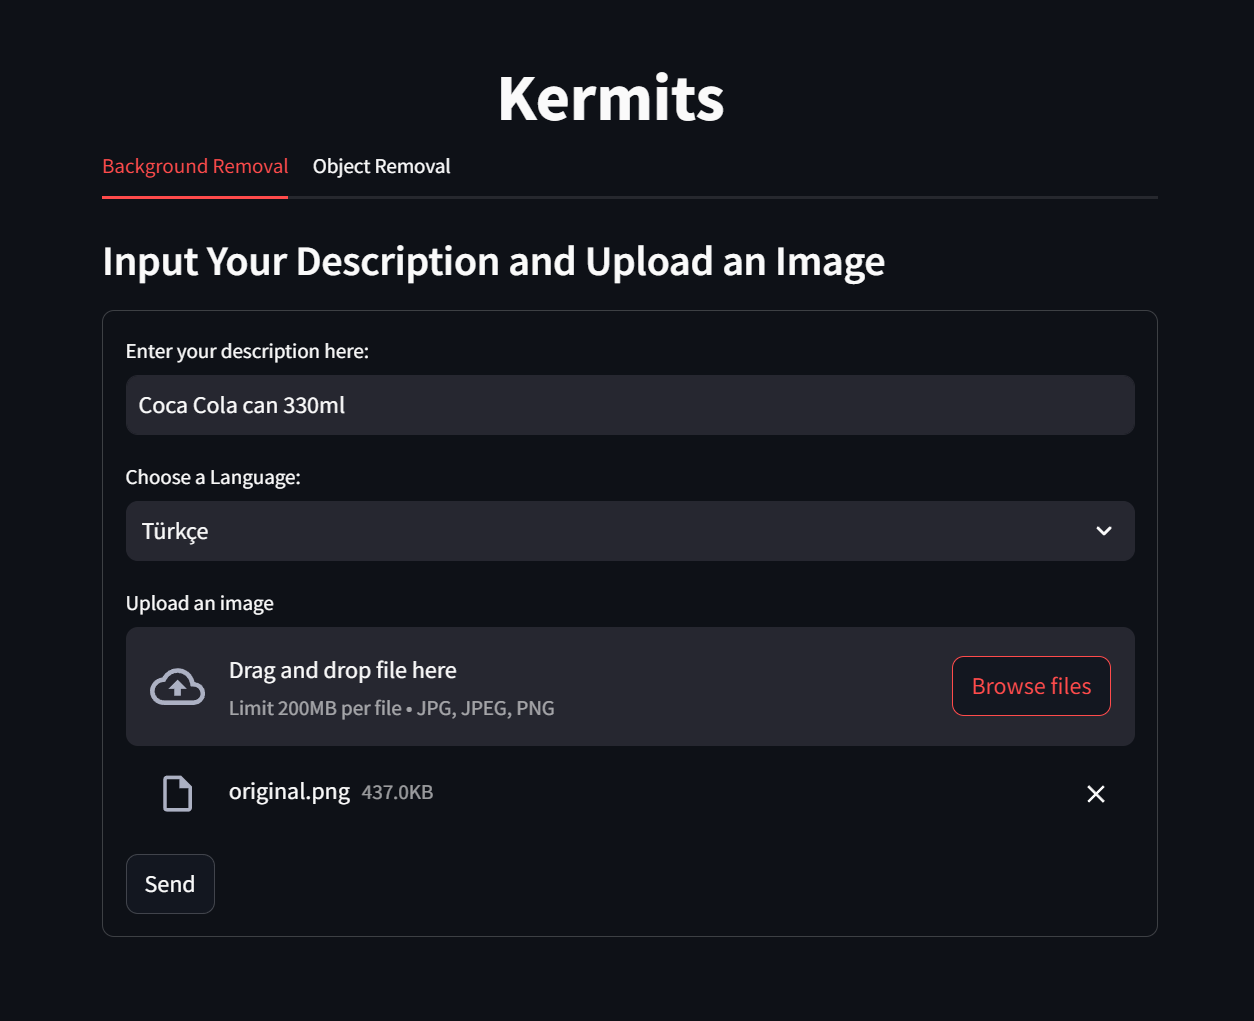 Kermits
Background Removal Object Removal
Input Your Description and Upload an Image
Enter your description here:
Coca Cola can 330ml
Choose a Language:
Türkçe
Upload an image
Drag and drop file here
Limit 200MB per file • JPG, JPEG, PNG
Browse files
original.png 437.0KB
Send